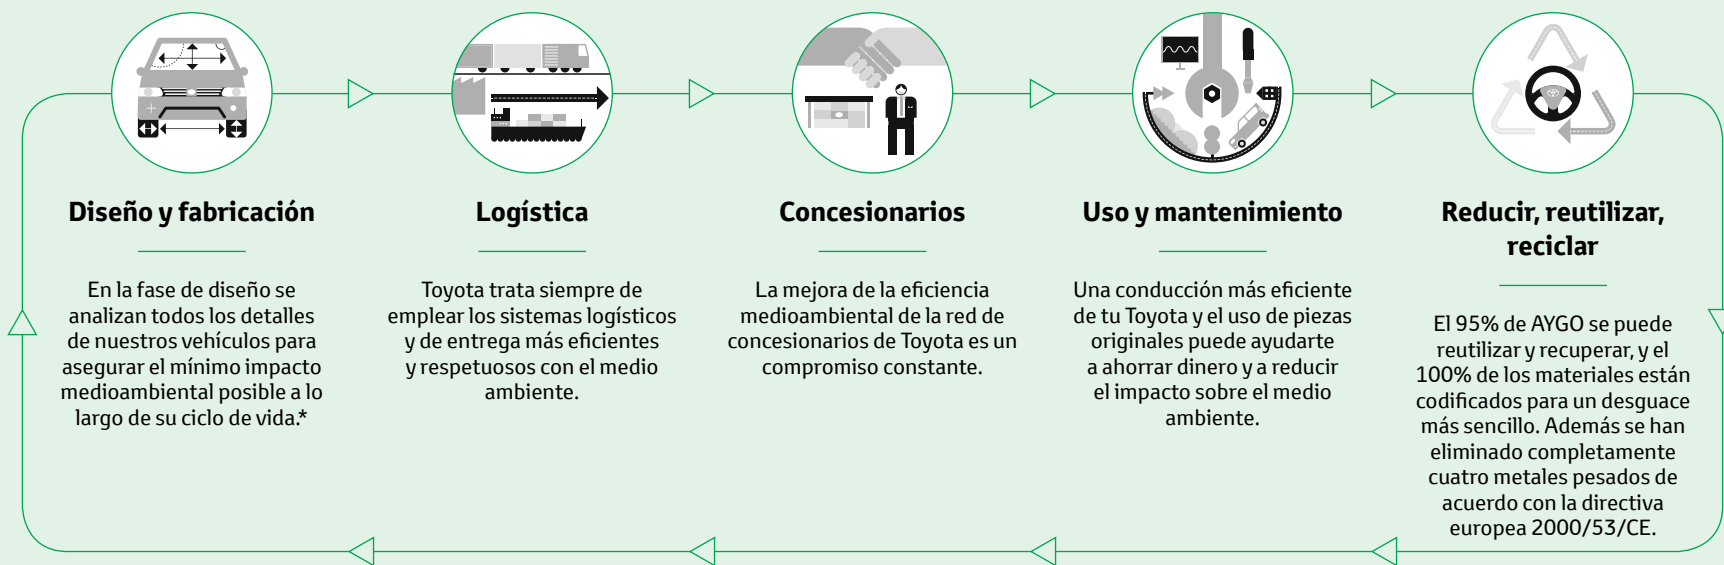 Diseño y fabricación
En la fase de diseño se
analizan todos los detalles
de nuestros vehículos para
asegurar el mínimo impacto
medioambiental posible a lo
largo de su ciclo de vida.*
Logística
Toyota trata siempre de
emplear los sistemas logísticos
y de entrega más eficientes
y respetuosos con el medio
ambiente.
Concesionarios
La mejora de la eficiencia
medioambiental de la red de
concesionarios de Toyota es un
compromiso constante.
Uso y mantenimiento
Una conducción más eficiente
de tu Toyota y el uso de piezas
originales puede ayudarte
a ahorrar dinero y a reducir
el impacto sobre el medio
ambiente.
Reducir, reutilizar,
reciclar
El 95% de AYGO se puede
reutilizar y recuperar, y el
100% de los materiales están
codificados para un desguace
más sencillo. Además se han
eliminado completamente
cuatro metales pesados de
acuerdo con la directiva
europea 2000/53/CE.